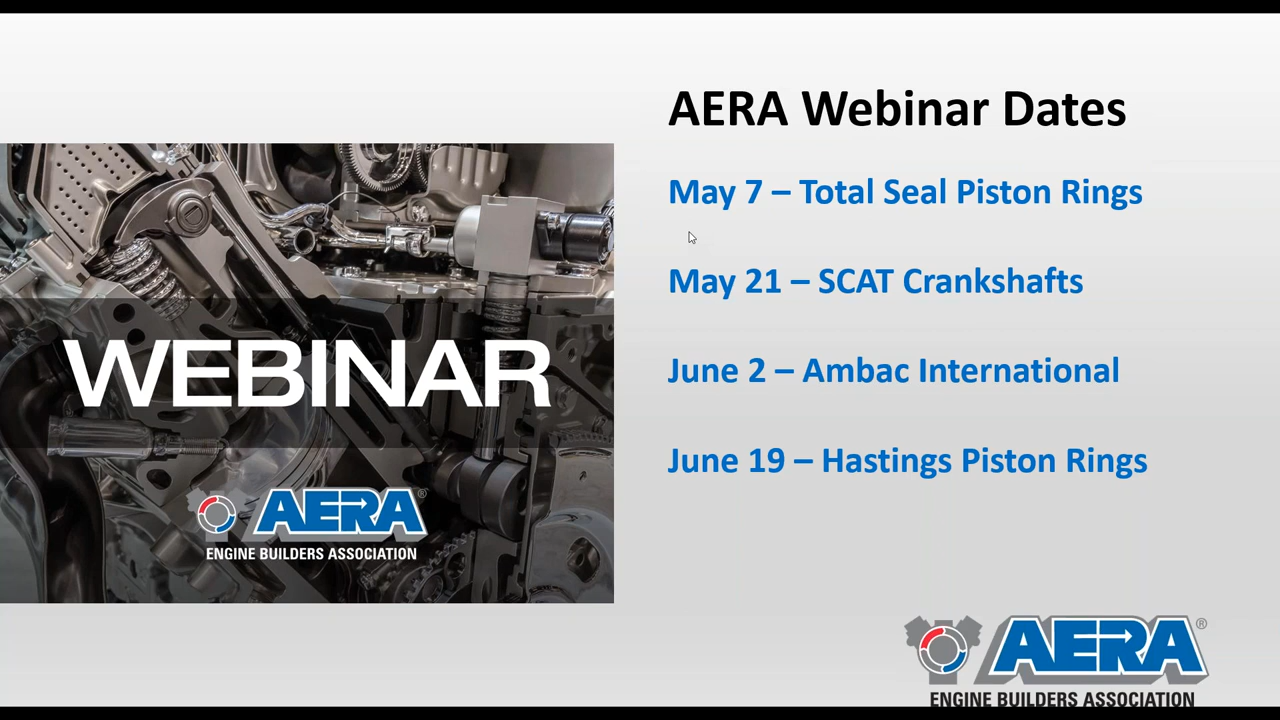 AERA Webinar Dates
May 7 – Total Seal Piston Rings
May 21 – SCAT Crankshafts
June 2 – Ambac International
June 19 – Hastings Piston Rings
WEBINAR
AERA®
ENGINE BUILDERS ASSOCIATION
AERA®
ENGINE BUILDERS ASSOCIATION